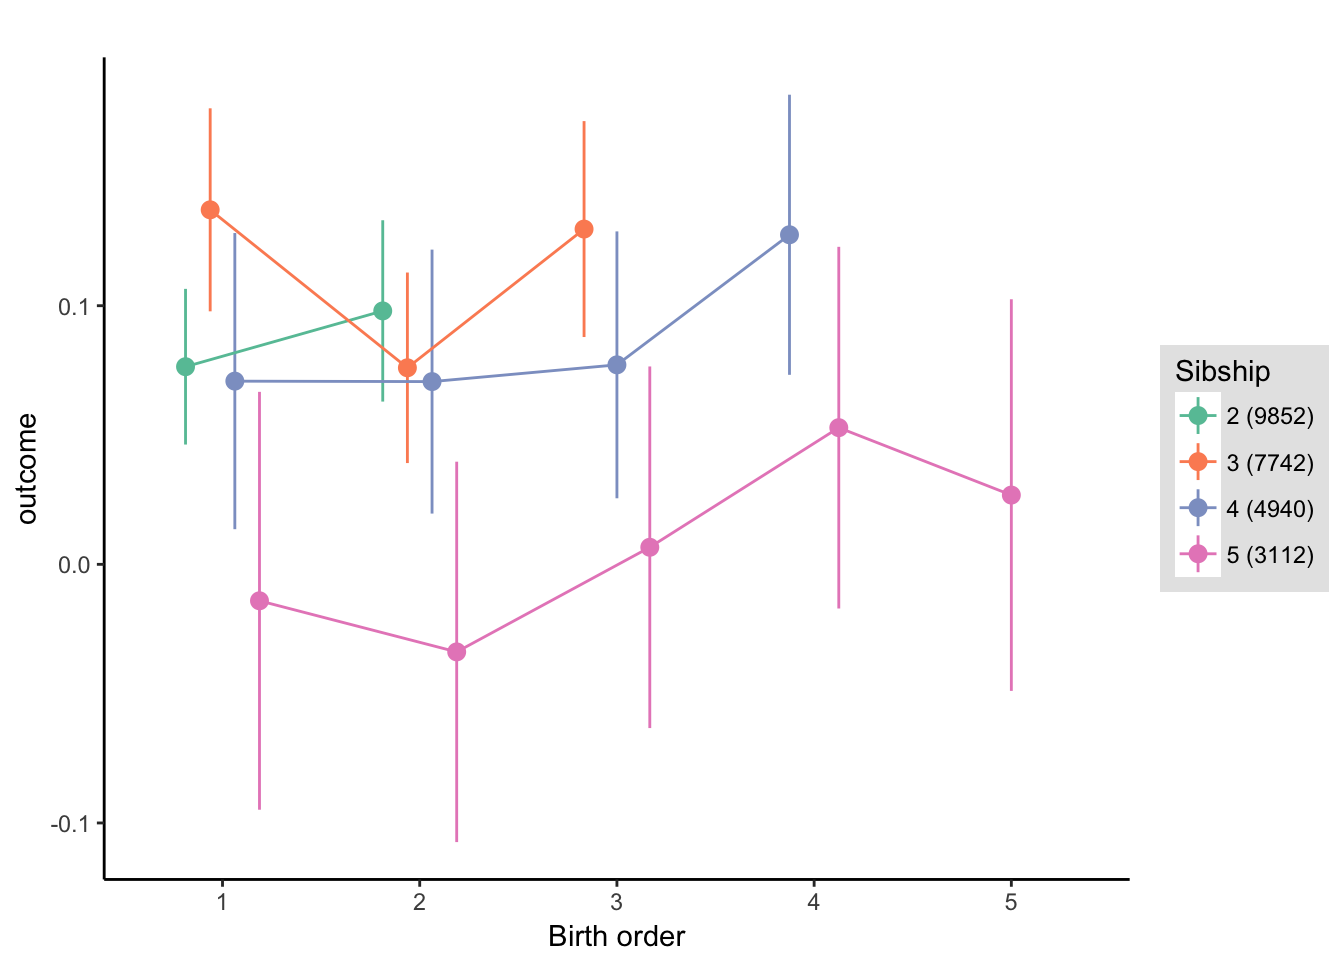 outcome
0.1
0.0
-0.1
1 2 3 4 5
Birth order
Sibship
2 (9852)
3 (7742)
4 (4940)
5 (3112)